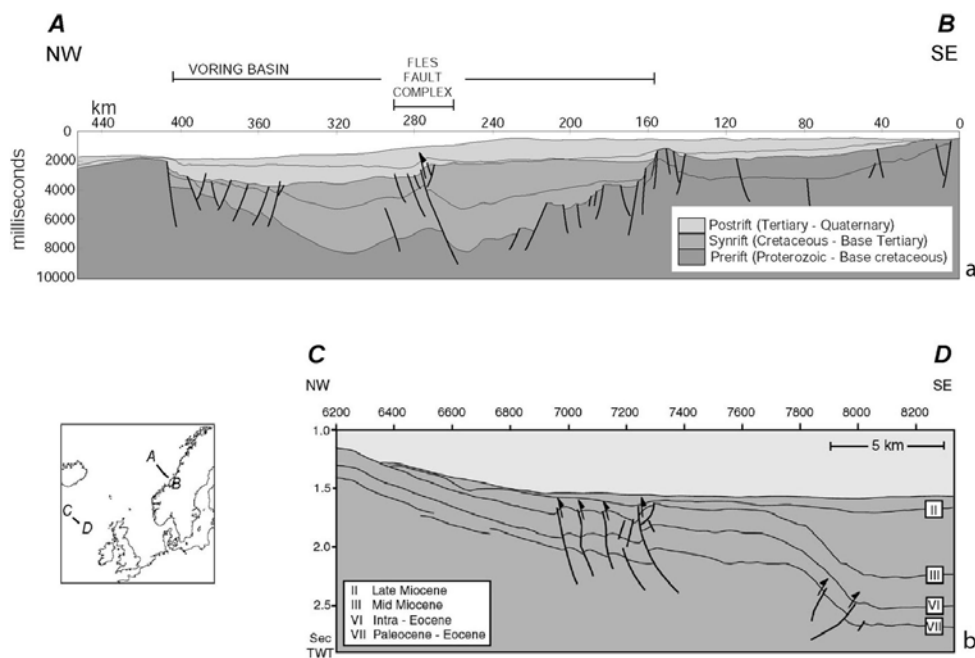 A
B
NW
SE
VORING BASIN
FLES
FAULT
COMPLEX
km
440 400 360 320 280 240 200 160 120 80 40 0
0
2000
4000
6000
8000
10000
milliseconds
Postrift (Tertiary - Quaternary)
Synrift (Cretaceous - Base Tertiary)
Prerift (Proterozoic - Base cretaceous)
a
C
D
NW
SE
6200 6400 6600 6800 7000 7200 7400 7600 7800 8000 8200
1.0
5 km
1.5
II
2.0
III
2.5
VI
VII
Sec
TWT
II Late Miocene
III Mid Miocene
VI Intra - Eocene
VII Paleocene - Eocene
b
A
B
C
D